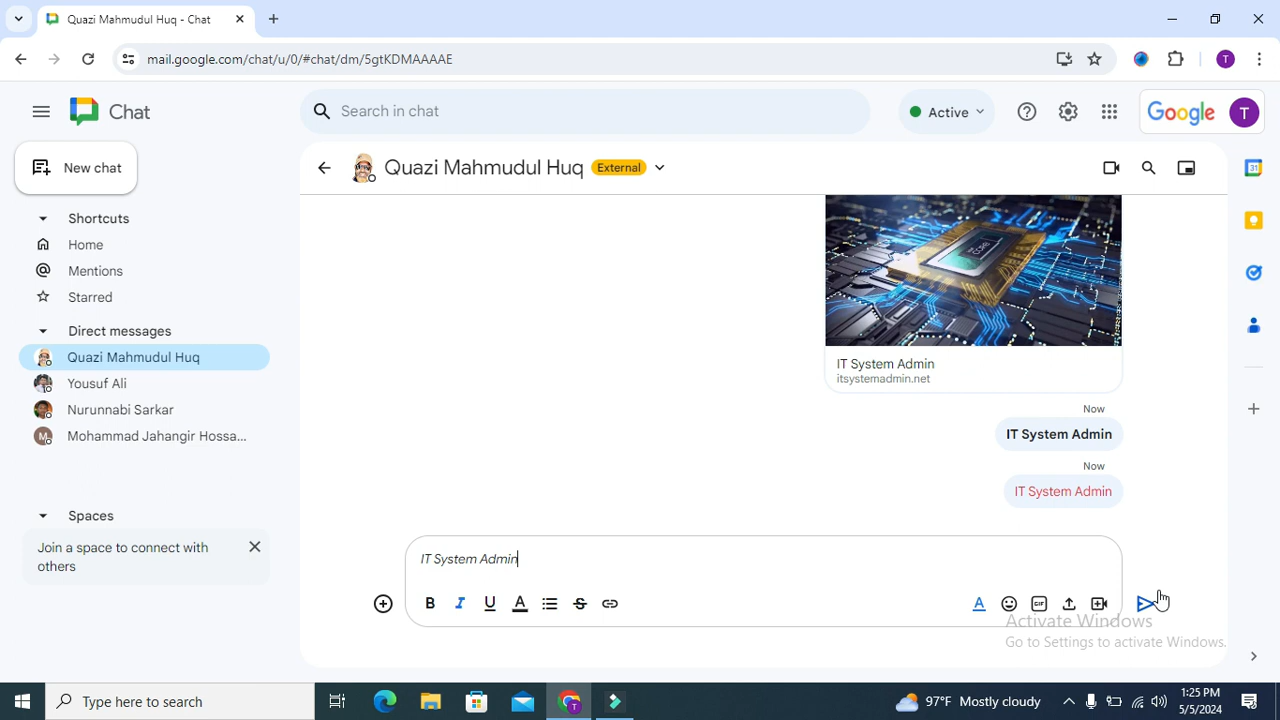 Quazi Mahmudul Huq - Chat
mail.google.com/chat/u/0/#chat/dm/5gtKDMAAAAE
T
Chat
Search in chat
Active
Google
T
New chat
Quazi Mahmudul Huq External
31
Shortcuts
Home
Mentions
Starred
Direct messages
Quazi Mahmudul Huq
Yousuf Ali
Nurunnabi Sarkar
M Mohammad Jahangir Hossa...
Spaces
Join a space to connect with
others
IT System Admin
itsystemadmin.net
Now
IT System Admin
Now
IT System Admin
IT System Admin
B I U A S A GIF
Activate Windows
Go to Settings to activate Windows.
Type here to search
T
97°F Mostly cloudy
1:25 PM
5/5/2024